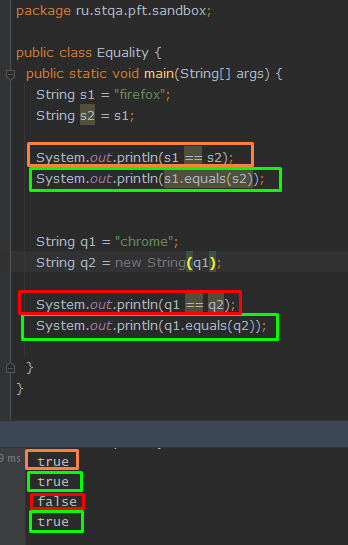 package ru.stqa.pft.sandbox;
public class Equality {
public static void main(String[] args) {
String s1 = "firefox";
String s2 = s1;
System.out.println(s1 == s2);
System.out.println(s1.equals(s2));
String q1 = "chrome";
String q2 = new String(q1);
System.out.println(q1 == q2);
System.out.println(q1.equals(q2));
}
}
9 ms
true
true
false
true